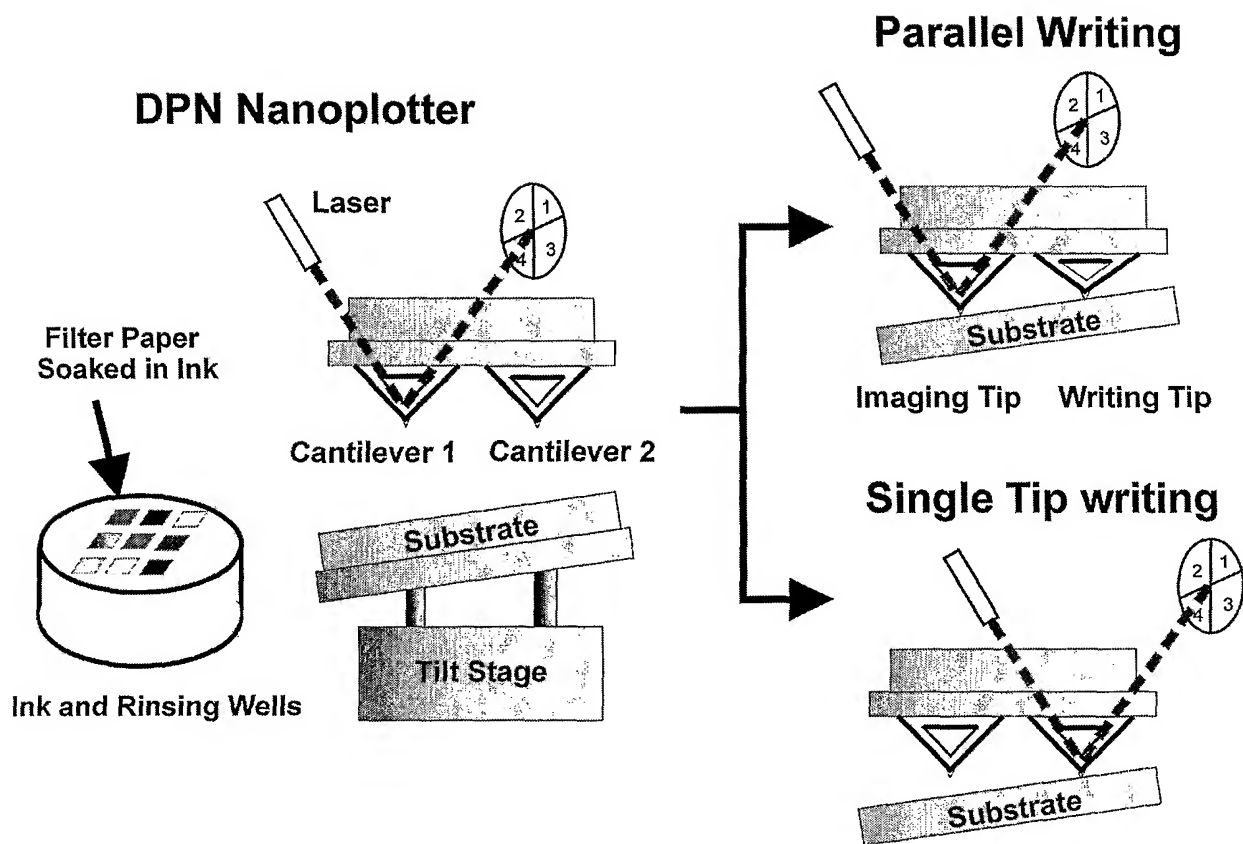 DPN Nanoplotter
Laser
2 1
4 3
Filter Paper
Soaked in Ink
Cantilever 1 Cantilever 2
Substrate
Tilt Stage
Ink and Rinsing Wells
Parallel Writing
2 1
4 3
Substrate
Imaging Tip Writing Tip
Single Tip writing
2 1
4 3
Substrate